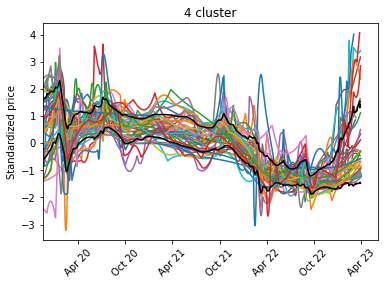 4 cluster
Standardized price
4
3
2
1
0
−1
−2
−3
Apr 20
Oct 20
Apr 21
Oct 21
Apr 22
Oct 22
Apr 23